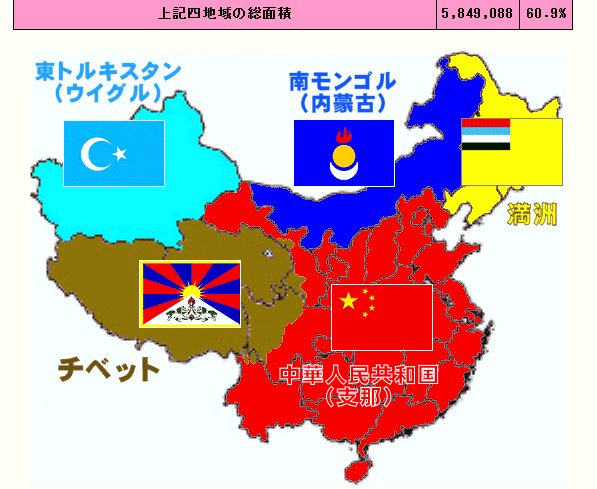 上記四地域の総面積 5,849,088 60.9%
東トルキスタン
(ウイグル)
南モンゴル
(内蒙古)
満洲
チベット
中華人民共和国
(支那)